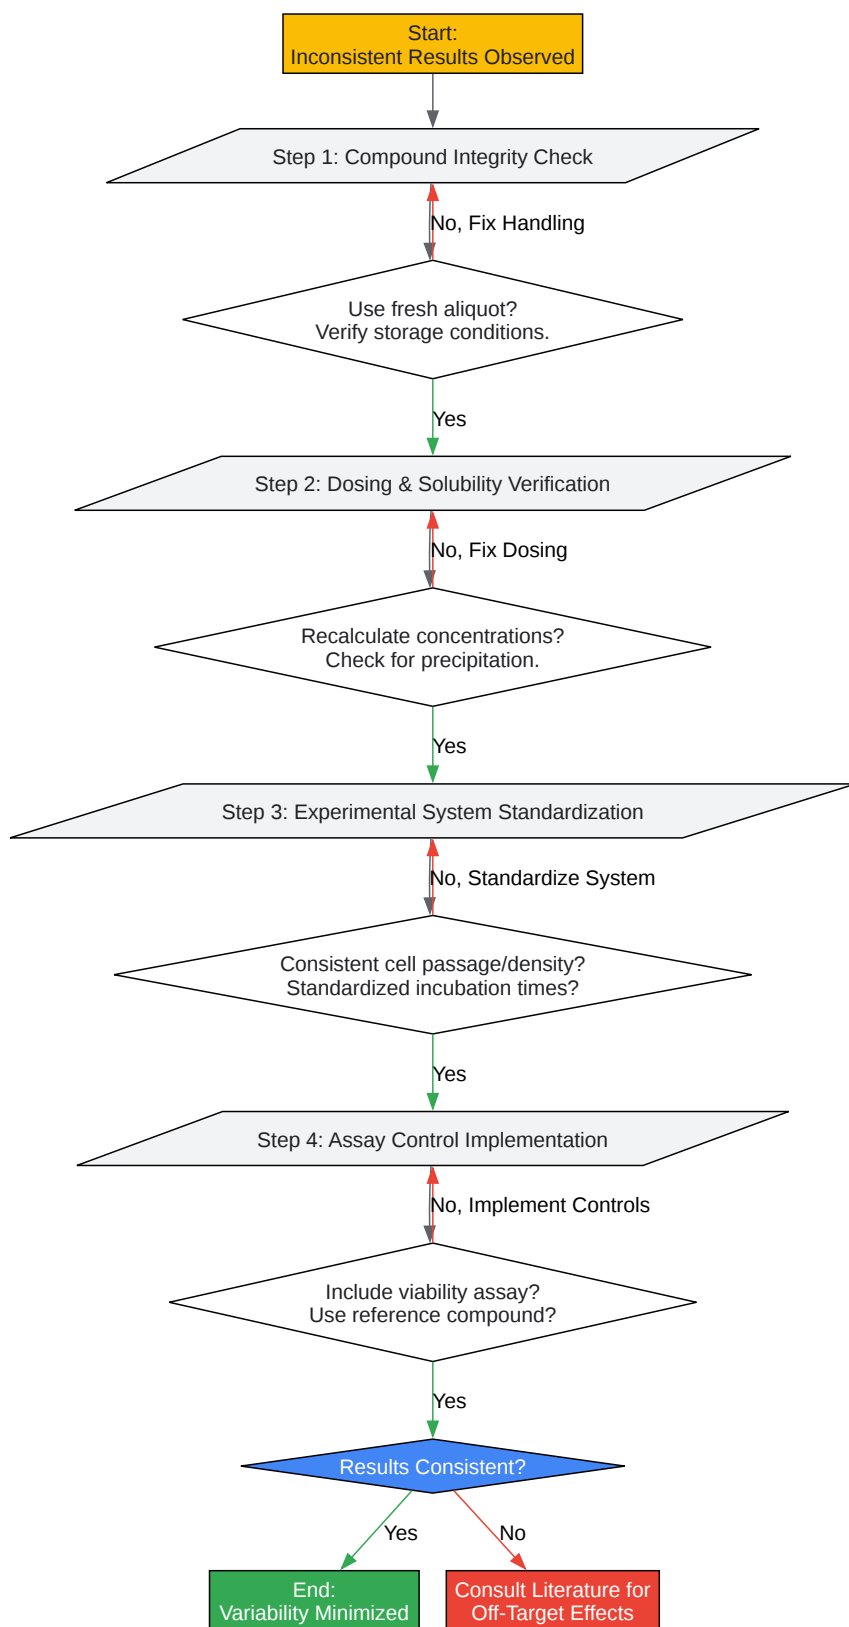 Start:
Inconsistent Results Observed
Step 1: Compound Integrity Check
No, Fix Handling
Use fresh aliquot?
Verify storage conditions.
Yes
Step 2: Dosing & Solubility Verification
No, Fix Dosing
Recalculate concentrations?
Check for precipitation.
Yes
Step 3: Experimental System Standardization
No, Standardize System
Consistent cell passage/density?
Standardized incubation times?
Yes
Step 4: Assay Control Implementation
No, Implement Controls
Include viability assay?
Use reference compound?
Yes
Results Consistent?
Yes
No
End:
Variability Minimized
Consult Literature for
Off-Target Effects